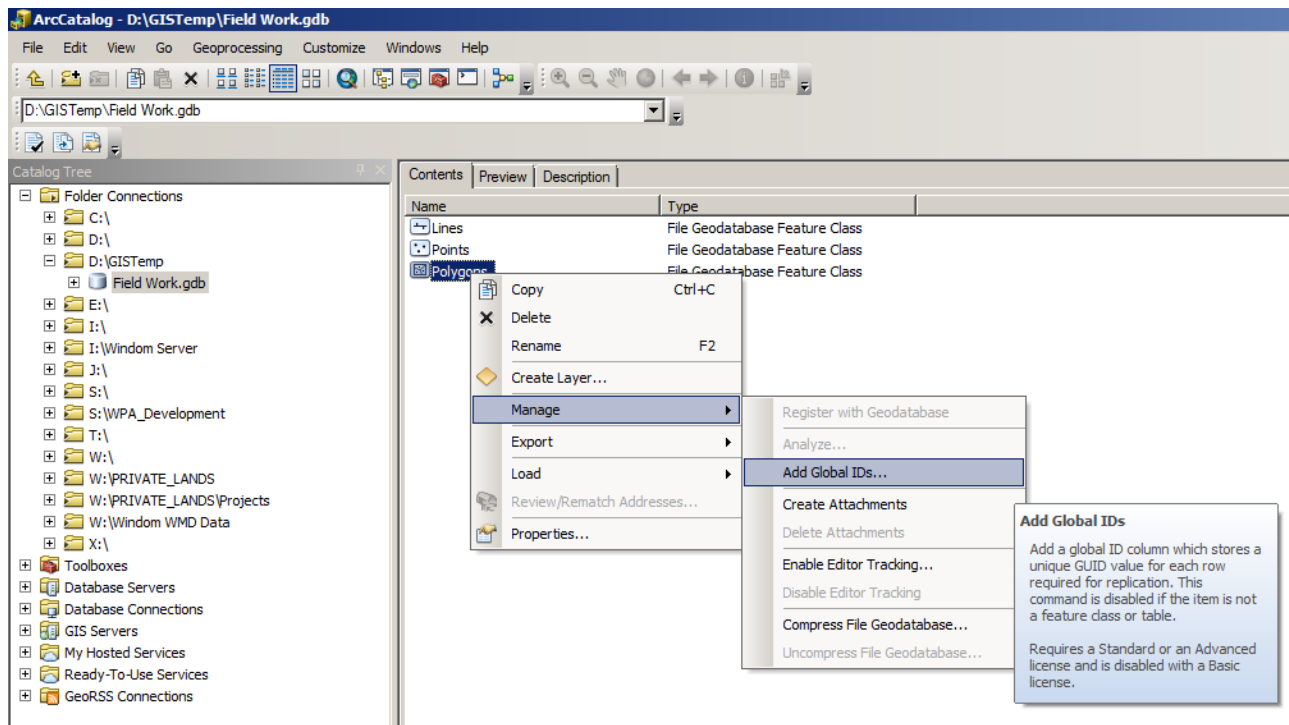 ArcCatalog - D:\GISTemp\Field Work.gdb
File Edit View Go Geoprocessing Customize Windows Help
D:\GISTemp\Field Work.gdb
Catalog Tree
Folder Connections
C:\
D:\
D:\GISTemp
Field Work.gdb
E:\
I:\
I:\Windom Server
J:\
S:\
S:\WPA_Development
T:\
W:\
W:\PRIVATE_LANDS
W:\PRIVATE_LANDS\Projects
W:\Windom WMD Data
X:\
Toolboxes
Database Servers
Database Connections
GIS Servers
My Hosted Services
Ready-To-Use Services
GeoRSS Connections
Contents Preview Description
Name Type
Lines File Geodatabase Feature Class
Points File Geodatabase Feature Class
Polygons File Geodatabase Feature Class
Copy Ctrl+C
Delete
Rename F2
Create Layer...
Manage
Export
Load
Review/Rematch Addresses...
Properties...
Register with Geodatabase
Analyze...
Add Global IDs...
Create Attachments
Delete Attachments
Enable Editor Tracking...
Disable Editor Tracking
Compress File Geodatabase...
Uncompress File Geodatabase...
Add Global IDs
Add a global ID column which stores a
unique GUID value for each row
required for replication. This
command is disabled if the item is not
a feature class or table.
Requires a Standard or an Advanced
license and is disabled with a Basic
license.